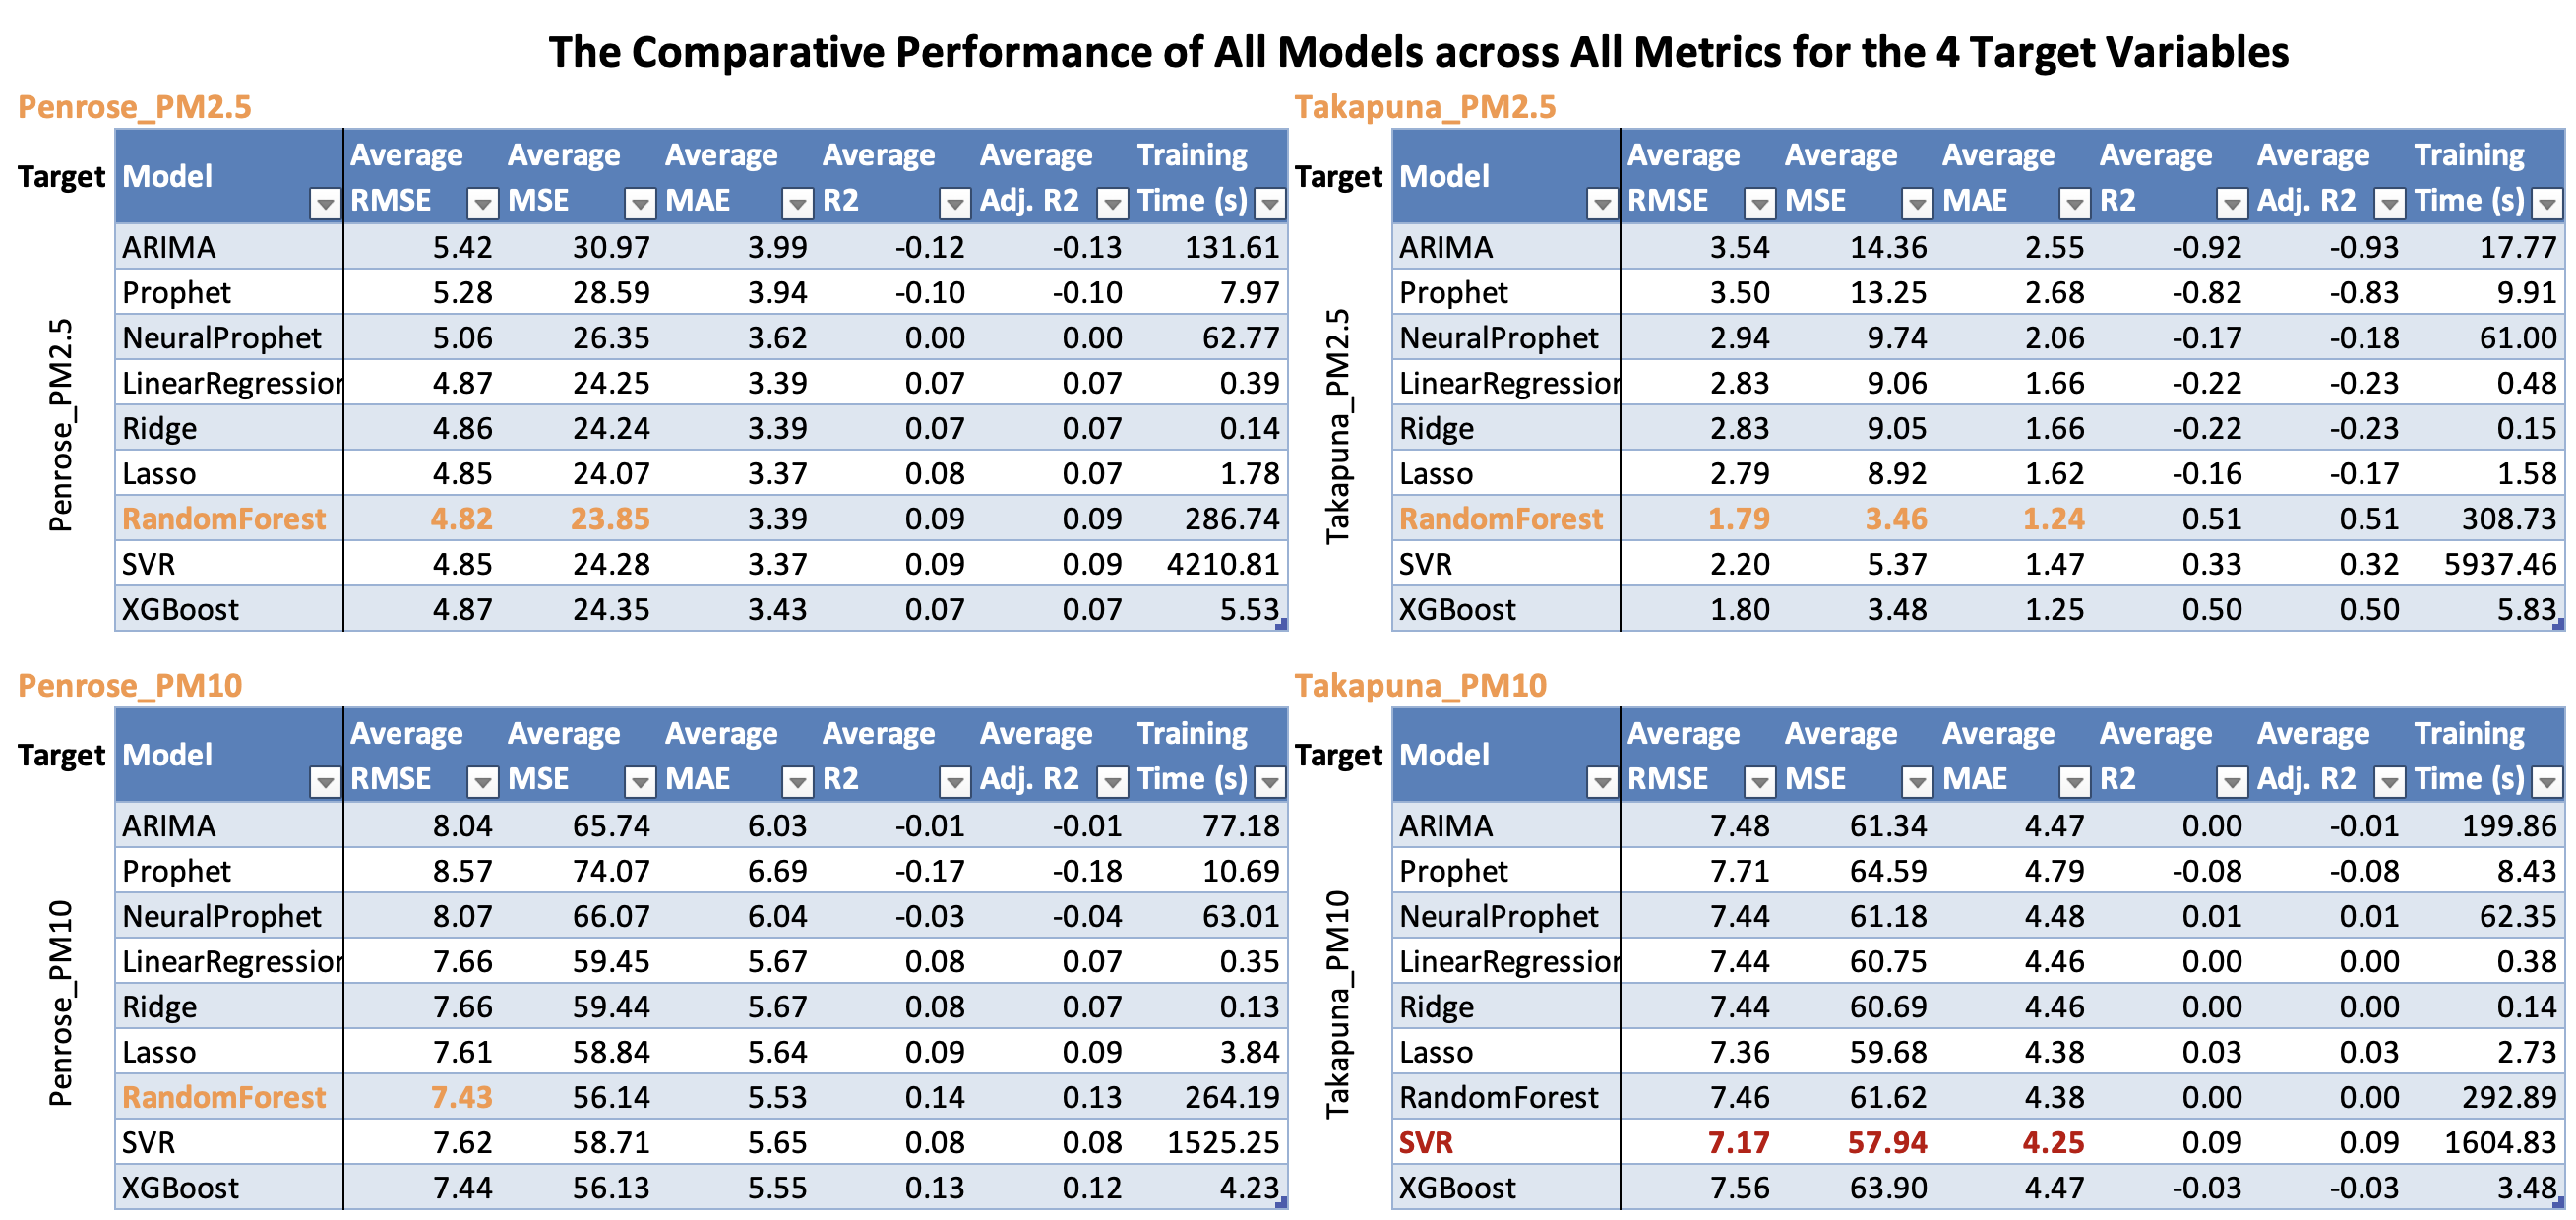 The Comparative Performance of All Models across All Metrics for the 4 Target Variables
Penrose_PM2.5
Target Model Average RMSE Average MSE Average MAE Average R2 Average Adj. R2 Training Time (s)
Penrose_PM2.5
ARIMA 5.42 30.97 3.99 -0.12 -0.13 131.61
Prophet 5.28 28.59 3.94 -0.10 -0.10 7.97
NeuralProphet 5.06 26.35 3.62 0.00 0.00 62.77
LinearRegression 4.87 24.25 3.39 0.07 0.07 0.39
Ridge 4.86 24.24 3.39 0.07 0.07 0.14
Lasso 4.85 24.07 3.37 0.08 0.07 1.78
RandomForest 4.82 23.85 3.39 0.09 0.09 286.74
SVR 4.85 24.28 3.37 0.09 0.09 4210.81
XGBoost 4.87 24.35 3.43 0.07 0.07 5.53
Takapuna_PM2.5
Target Model Average RMSE Average MSE Average MAE Average R2 Average Adj. R2 Training Time (s)
Takapuna_PM2.5
ARIMA 3.54 14.36 2.55 -0.92 -0.93 17.77
Prophet 3.50 13.25 2.68 -0.82 -0.83 9.91
NeuralProphet 2.94 9.74 2.06 -0.17 -0.18 61.00
LinearRegression 2.83 9.06 1.66 -0.22 -0.23 0.48
Ridge 2.83 9.05 1.66 -0.22 -0.23 0.15
Lasso 2.79 8.92 1.62 -0.16 -0.17 1.58
RandomForest 1.79 3.46 1.24 0.51 0.51 308.73
SVR 2.20 5.37 1.47 0.33 0.32 5937.46
XGBoost 1.80 3.48 1.25 0.50 0.50 5.83
Penrose_PM10
Target Model Average RMSE Average MSE Average MAE Average R2 Average Adj. R2 Training Time (s)
Penrose_PM10
ARIMA 8.04 65.74 6.03 -0.01 -0.01 77.18
Prophet 8.57 74.07 6.69 -0.17 -0.18 10.69
NeuralProphet 8.07 66.07 6.04 -0.03 -0.04 63.01
LinearRegression 7.66 59.45 5.67 0.08 0.07 0.35
Ridge 7.66 59.44 5.67 0.08 0.07 0.13
Lasso 7.61 58.84 5.64 0.09 0.09 3.84
RandomForest 7.43 56.14 5.53 0.14 0.13 264.19
SVR 7.62 58.71 5.65 0.08 0.08 1525.25
XGBoost 7.44 56.13 5.55 0.13 0.12 4.23
Takapuna_PM10
Target Model Average RMSE Average MSE Average MAE Average R2 Average Adj. R2 Training Time (s)
Takapuna_PM10
ARIMA 7.48 61.34 4.47 0.00 -0.01 199.86
Prophet 7.71 64.59 4.79 -0.08 -0.08 8.43
NeuralProphet 7.44 61.18 4.48 0.01 0.01 62.35
LinearRegression 7.44 60.75 4.46 0.00 0.00 0.38
Ridge 7.44 60.69 4.46 0.00 0.00 0.14
Lasso 7.36 59.68 4.38 0.03 0.03 2.73
RandomForest 7.46 61.62 4.38 0.00 0.00 292.89
SVR 7.17 57.94 4.25 0.09 0.09 1604.83
XGBoost 7.56 63.90 4.47 -0.03 -0.03 3.48